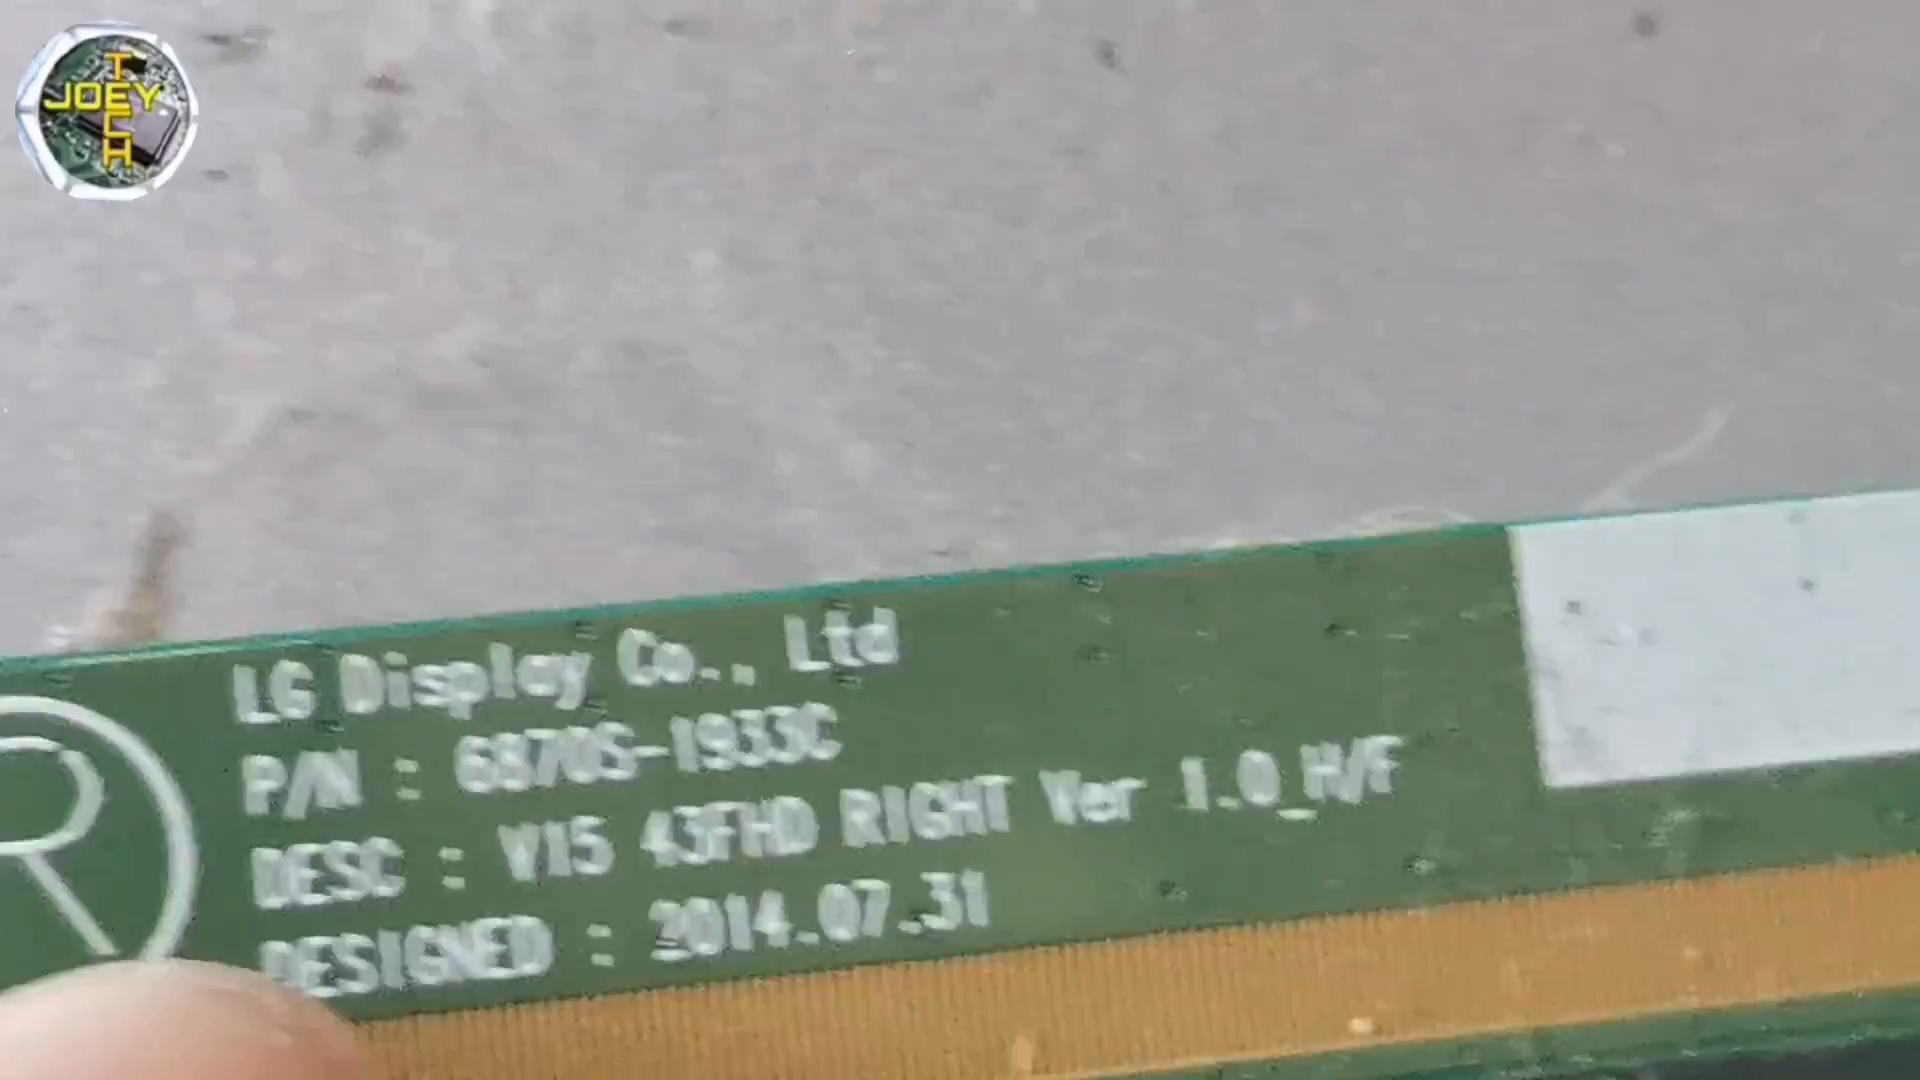 JOEY
TECH
LG Display Co., Ltd
P/N : 6870S-1933C
DESC : V15 43FHD RIGHT Ver 1.0_H/F
DESIGNED : 2014.07.31
R